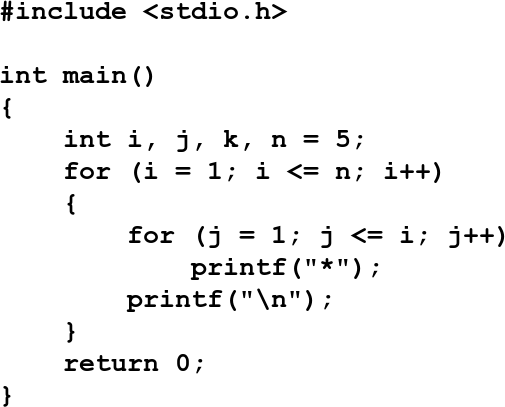 #include <stdio.h>

int main()
{
    int i, j, k, n = 5;
    for (i = 1; i <= n; i++)
    {
        for (j = 1; j <= i; j++)
            printf("*");
        printf("\n");
    }
    return 0;
}